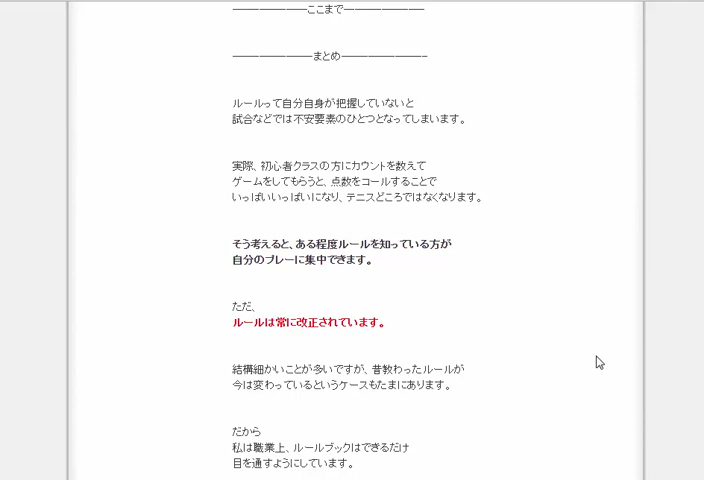 ――――――――ここまで―――――――――
―――――――――まとめ―――――――――–
ルールって自分自身が把握していないと
試合などでは不安要素のひとつとなってしまいます。
実際、初心者クラスの方にカウントを数えて
ゲームをしてもらうと、点数をコールすることで
いっぱいいっぱいになり、テニスどころではなくなります。
そう考えると、ある程度ルールを知っている方が
自分のプレーに集中できます。
ただ、
ルールは常に改正されています。
結構細かいことが多いですが、昔教わったルールが
今は変わっているというケースもたまにあります。
だから
私は職業上、ルールブックはできるだけ
目を通すようにしています。